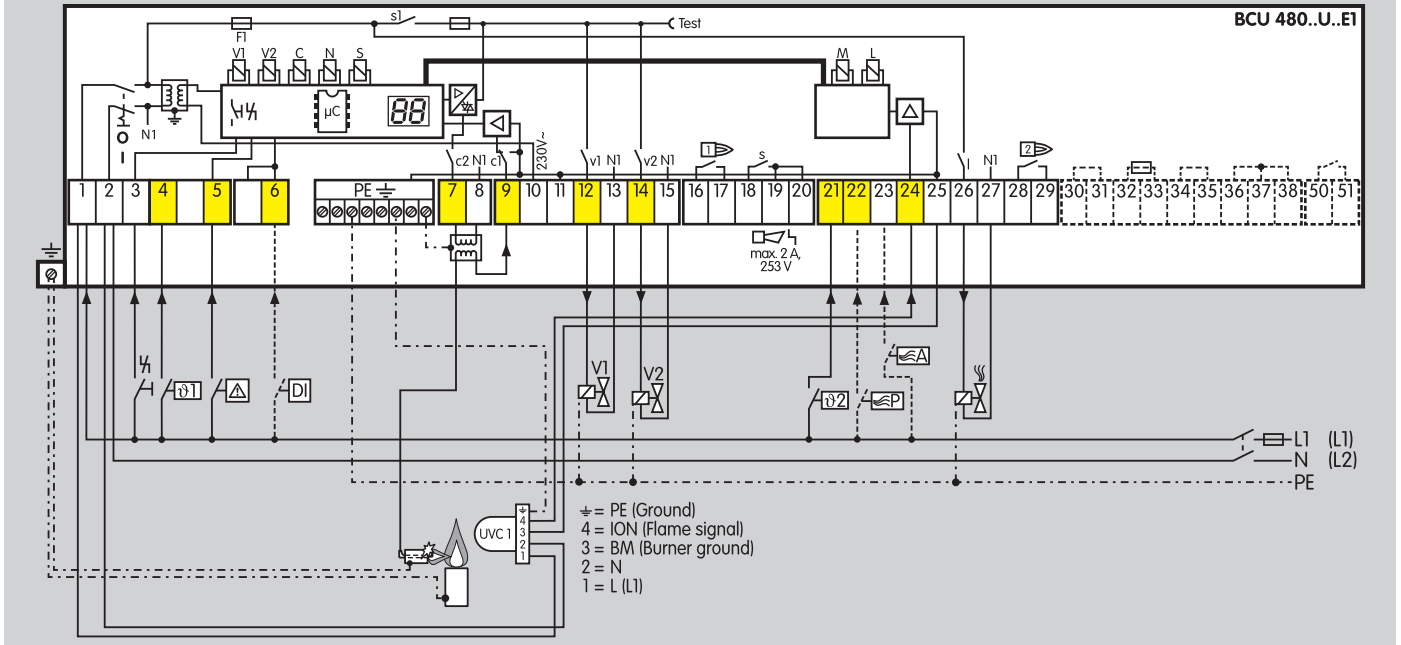 BCU 480..U..E1
s1
Test
F1
V1 V2 C N S
M L
µC
88
N1
O
I
230V~
c2 N1 c1
v1 N1
v2 N1
1
s
I N1
2
1 2 3 4 5 6
PE
7 8 9 10 11 12 13 14 15 16 17 18 19 20 21 22 23 24 25 26 27 28 29 30 31 32 33 34 35 36 37 38 50 51
max. 2 A,
253 V
ϑ1
DI
V1
V2
ϑ2
A
P
L1 (L1)
N (L2)
PE
UVC 1
4
3
2
1
= PE (Ground)
4 = ION (Flame signal)
3 = BM (Burner ground)
2 = N
1 = L (L1)